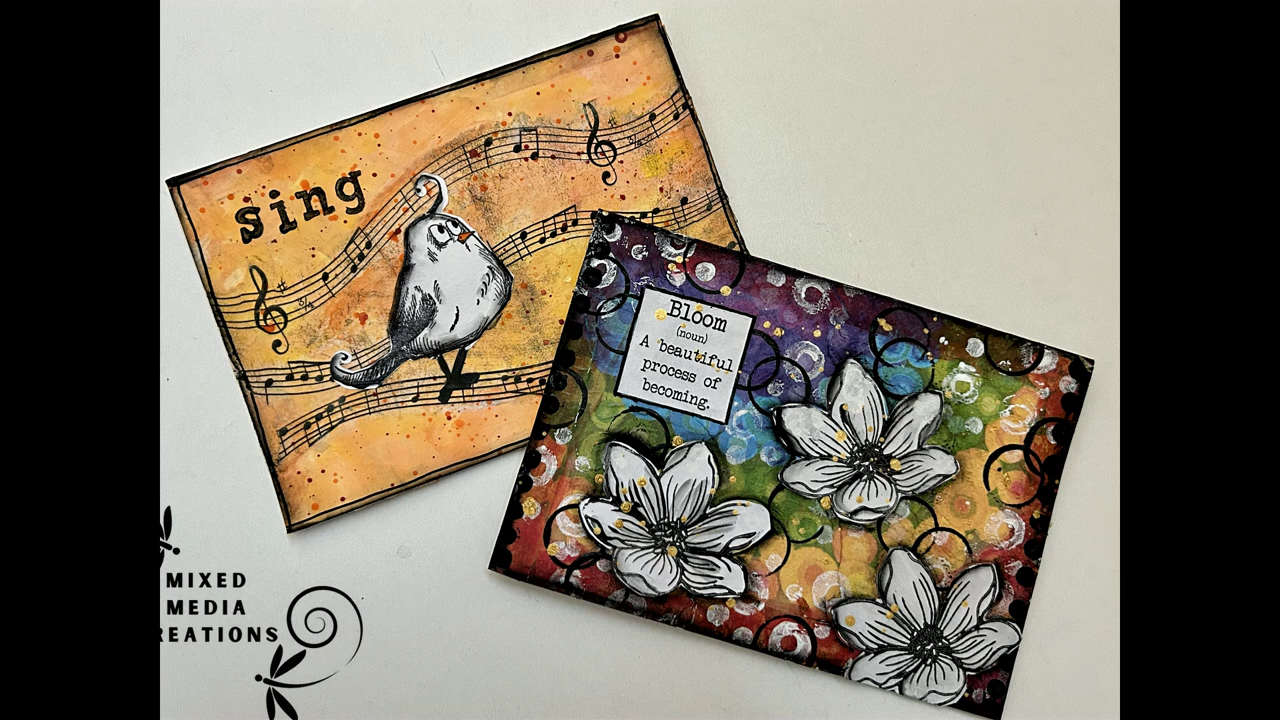 sing
Bloom
(noun)
A beautiful
process of
becoming.
MIXED
MEDIA
REATIONS